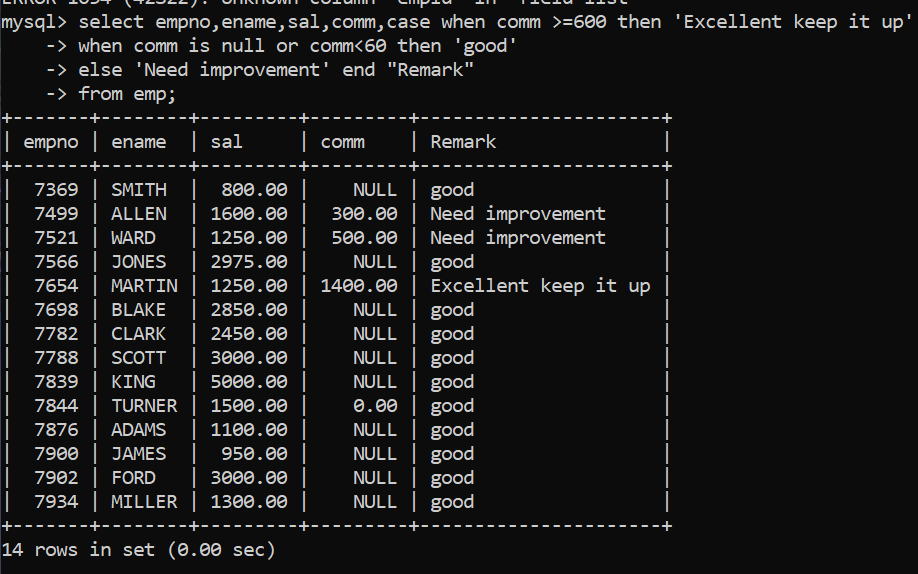 mysql> select empno,ename,sal,comm,case when comm >=600 then 'Excellent keep it up'
    -> when comm is null or comm<60 then 'good'
    -> else 'Need improvement' end "Remark"
    -> from emp;
+-------+--------+---------+---------+----------------------+
| empno | ename  | sal     | comm    | Remark               |
+-------+--------+---------+---------+----------------------+
|  7369 | SMITH  |  800.00 |    NULL | good                 |
|  7499 | ALLEN  | 1600.00 |  300.00 | Need improvement     |
|  7521 | WARD   | 1250.00 |  500.00 | Need improvement     |
|  7566 | JONES  | 2975.00 |    NULL | good                 |
|  7654 | MARTIN | 1250.00 | 1400.00 | Excellent keep it up |
|  7698 | BLAKE  | 2850.00 |    NULL | good                 |
|  7782 | CLARK  | 2450.00 |    NULL | good                 |
|  7788 | SCOTT  | 3000.00 |    NULL | good                 |
|  7839 | KING   | 5000.00 |    NULL | good                 |
|  7844 | TURNER | 1500.00 |    0.00 | good                 |
|  7876 | ADAMS  | 1100.00 |    NULL | good                 |
|  7900 | JAMES  |  950.00 |    NULL | good                 |
|  7902 | FORD   | 3000.00 |    NULL | good                 |
|  7934 | MILLER | 1300.00 |    NULL | good                 |
+-------+--------+---------+---------+----------------------+
14 rows in set (0.00 sec)